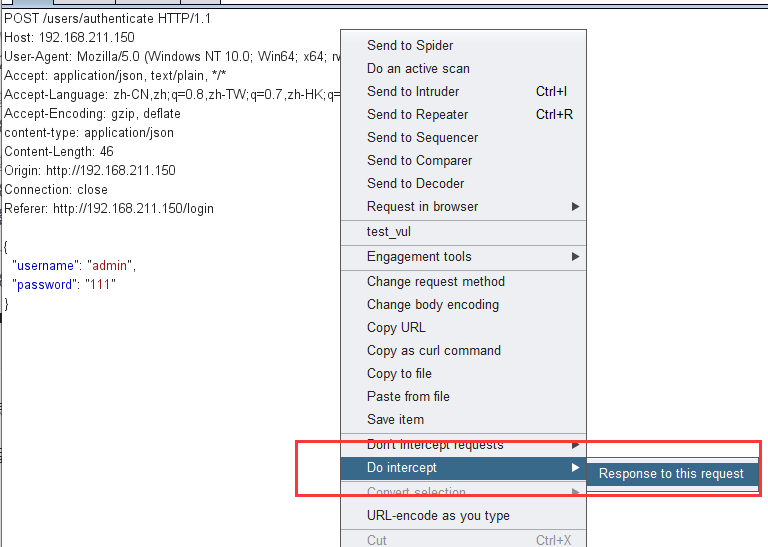 POST /users/authenticate HTTP/1.1
Host: 192.168.211.150
User-Agent: Mozilla/5.0 (Windows NT 10.0; Win64; x64; rv
Accept: application/json, text/plain, */*
Accept-Language: zh-CN,zh;q=0.8,zh-TW;q=0.7,zh-HK;q=
Accept-Encoding: gzip, deflate
content-type: application/json
Content-Length: 46
Origin: http://192.168.211.150
Connection: close
Referer: http://192.168.211.150/login
{
"username": "admin",
"password": "111"
}
Send to Spider
Do an active scan
Send to Intruder Ctrl+I
Send to Repeater Ctrl+R
Send to Sequencer
Send to Comparer
Send to Decoder
Request in browser
test_vul
Engagement tools
Change request method
Change body encoding
Copy URL
Copy as curl command
Copy to file
Paste from file
Save item
Don't intercept requests
Do intercept
Response to this request
Convert selection
URL-encode as you type
Cut Ctrl+X